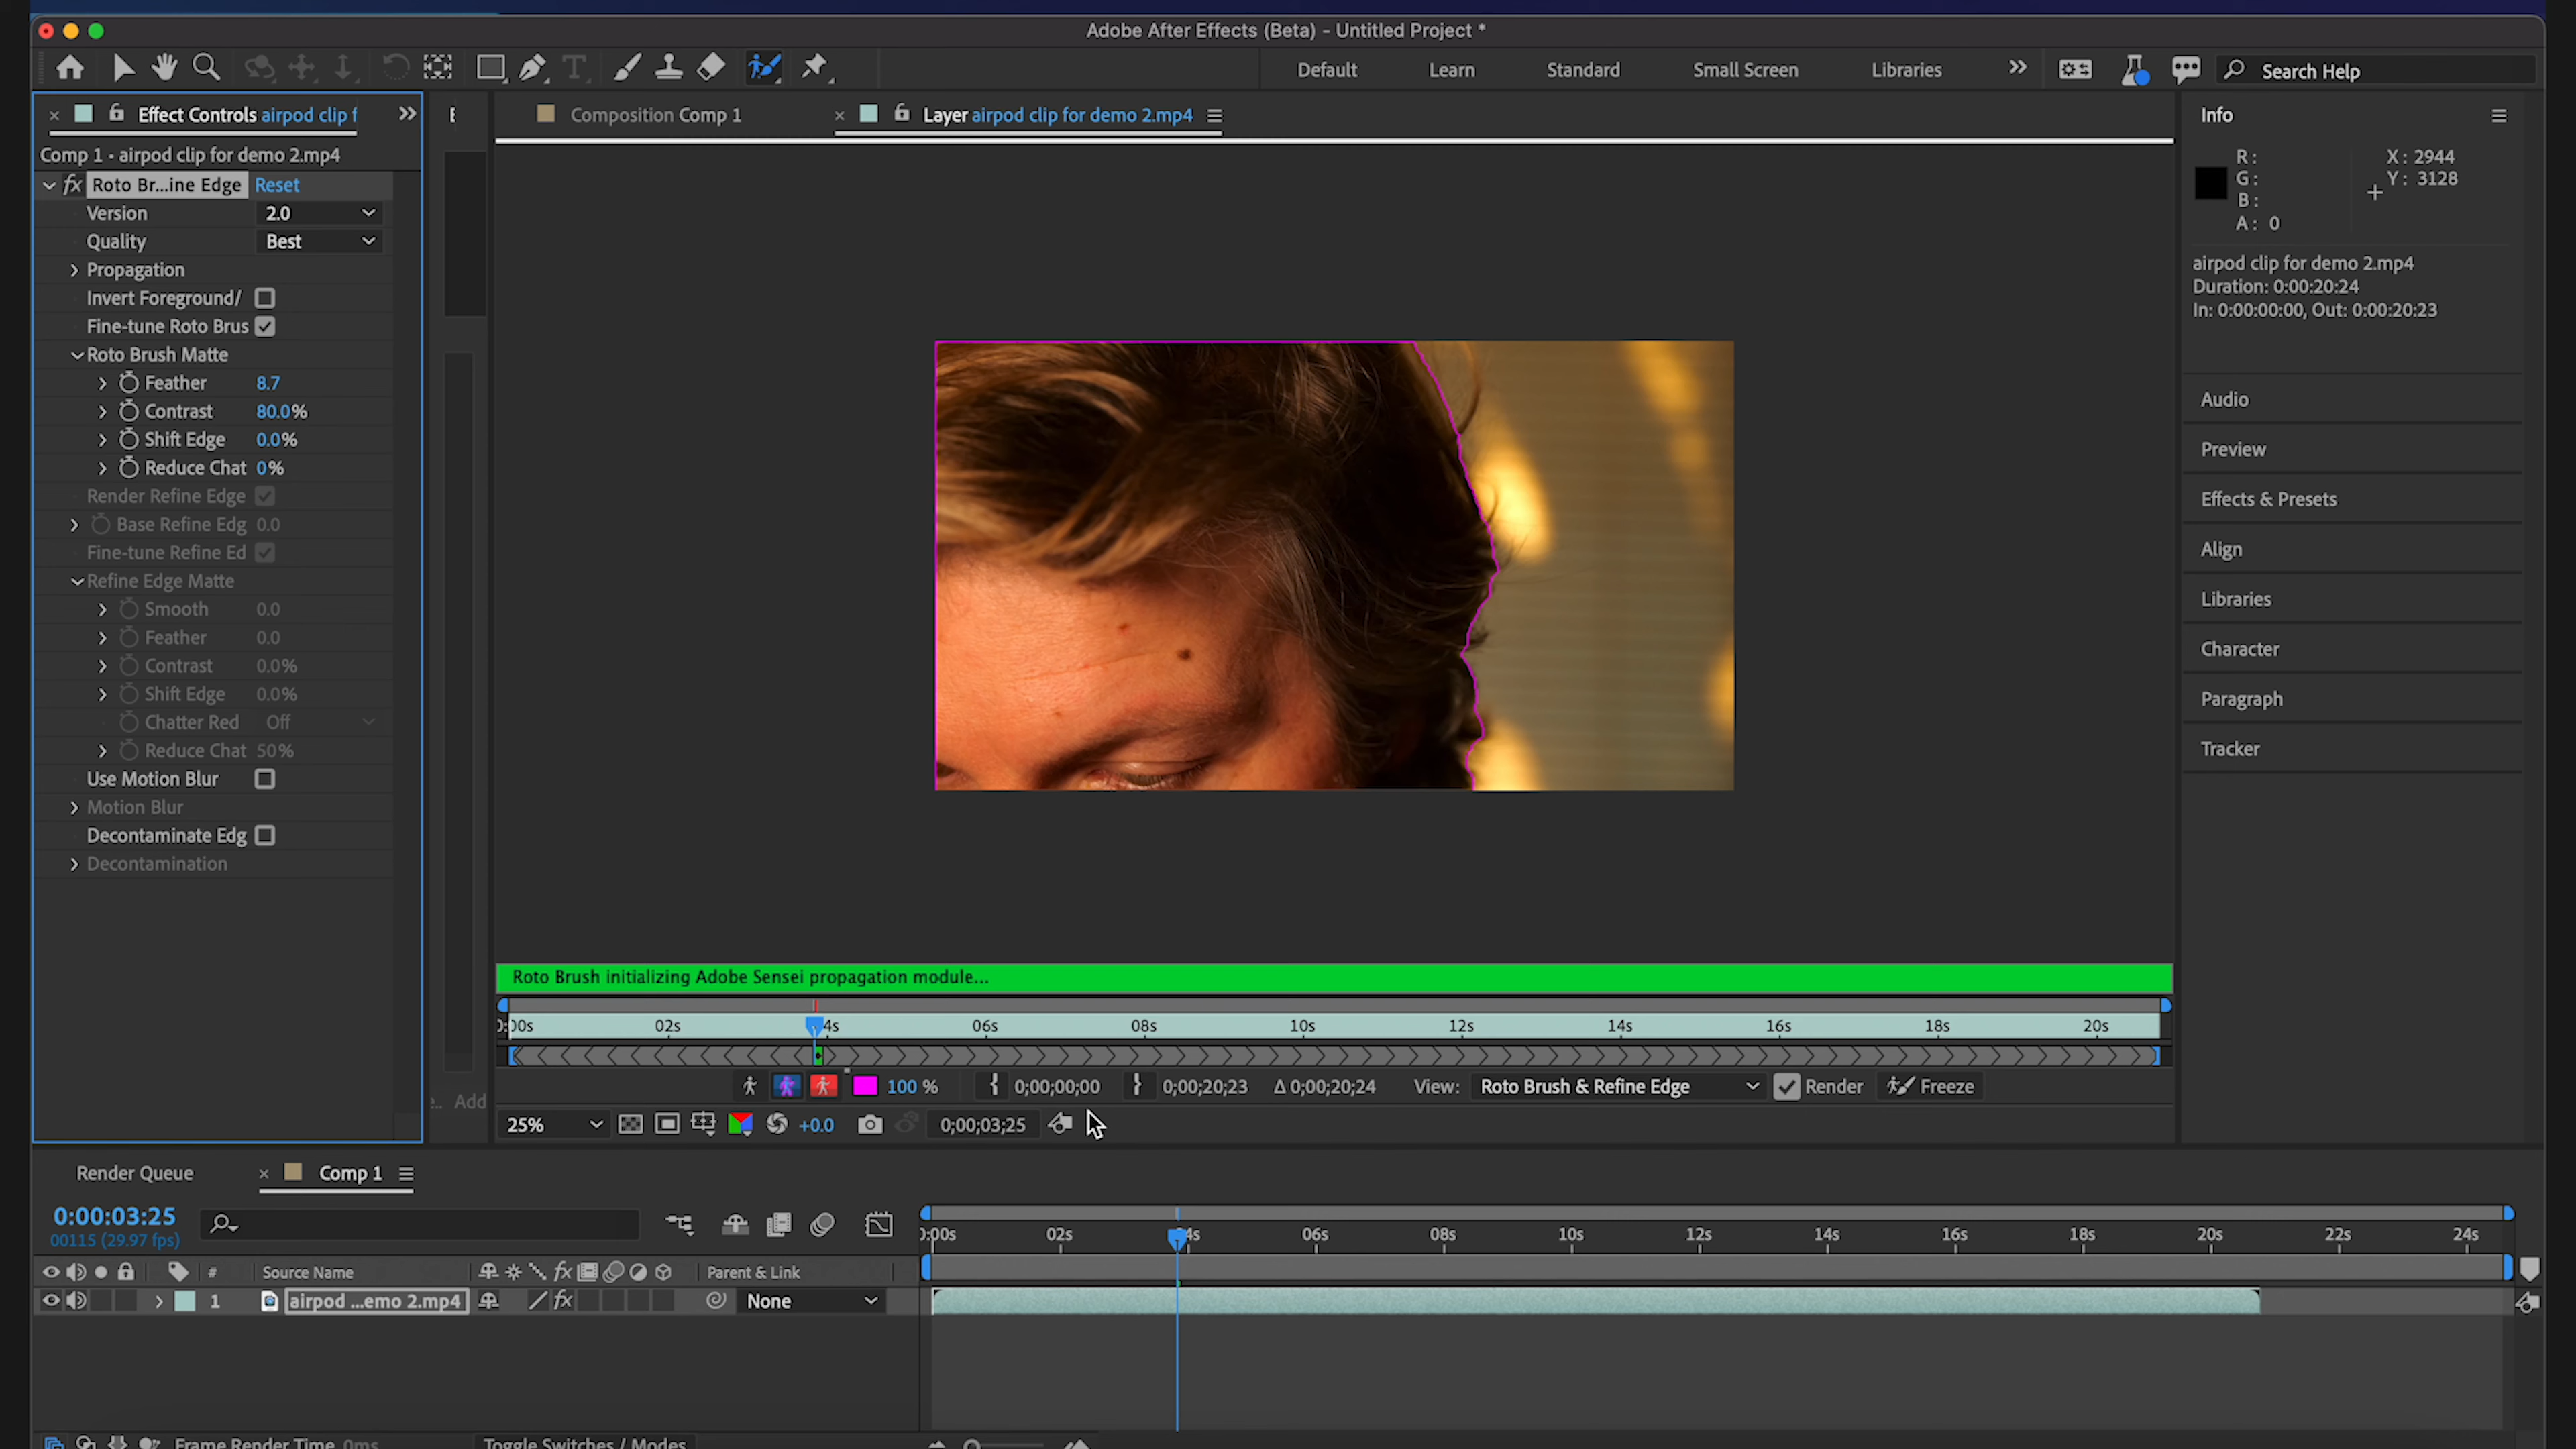 Adobe After Effects (Beta) - Untitled Project *
Default
Learn
Standard
Small Screen
Libraries
Search Help
Effect Controls airpod clip f
Comp 1 • airpod clip for demo 2.mp4
fx Roto Br...ine Edge Reset
Version 2.0
Quality Best
Propagation
Invert Foreground/
Fine-tune Roto Brus
Roto Brush Matte
Feather 8.7
Contrast 80.0%
Shift Edge 0.0%
Reduce Chat 0%
Render Refine Edge
Base Refine Edg 0.0
Fine-tune Refine Ed
Refine Edge Matte
Smooth 0.0
Feather 0.0
Contrast 0.0%
Shift Edge 0.0%
Chatter Red Off
Reduce Chat 50%
Use Motion Blur
Motion Blur
Decontaminate Edg
Decontamination
.. Add
Composition Comp 1
Layer airpod clip for demo 2.mp4
Roto Brush initializing Adobe Sensei propagation module...
02s 06s 08s 10s 12s 14s 16s 18s 20s
100 % 0;00;00;00 0;00;20;23 Δ 0;00;20;24 View: Roto Brush & Refine Edge Render Freeze
25% +0.0 0;00;03;25
Info
R: X: 2944
G: Y: 3128
B:
A: 0
airpod clip for demo 2.mp4
Duration: 0:00:20:24
In: 0:00:00:00, Out: 0:00:20:23
Audio
Preview
Effects & Presets
Align
Libraries
Character
Paragraph
Tracker
Render Queue
Comp 1
0:00:03:25
00115 (29.97 fps)
02s 06s 08s 10s 12s 14s 16s 18s 20s 22s 24s
# Source Name fx Parent & Link
1 airpod ...emo 2.mp4 fx None
Frame Render Time 0ms
Toggle Switches / Modes